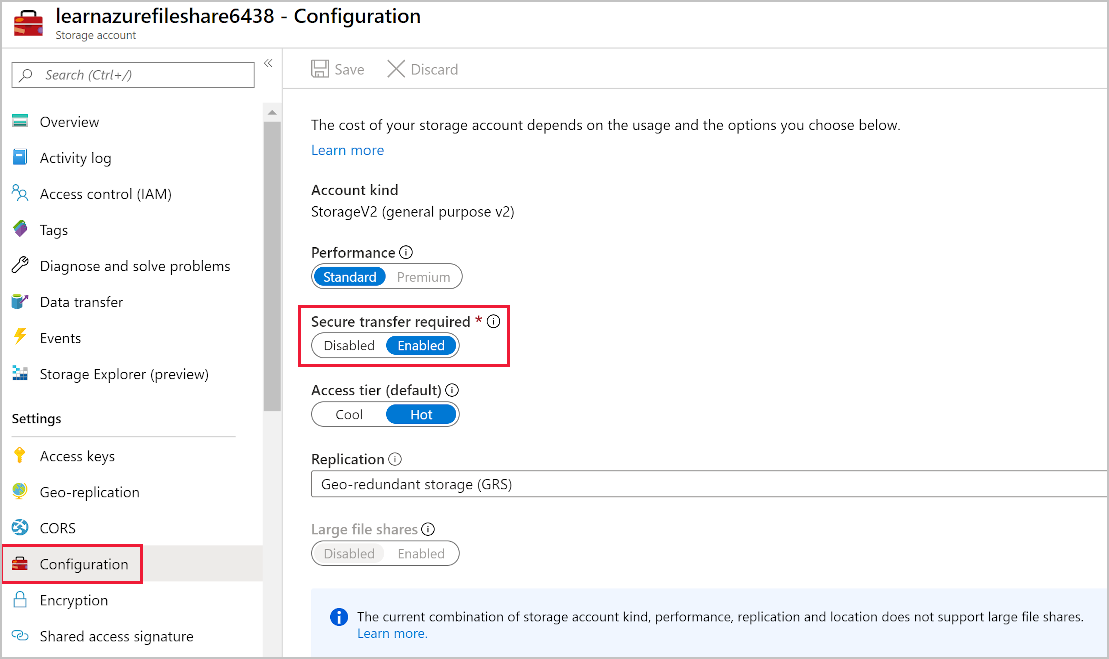 learnazurefileshare6438 - Configuration
Storage account
Search (Ctrl+/)
«
Overview
Activity log
Access control (IAM)
Tags
Diagnose and solve problems
Data transfer
Events
Storage Explorer (preview)
Settings
Access keys
Geo-replication
CORS
Configuration
Encryption
Shared access signature
Save Discard
The cost of your storage account depends on the usage and the options you choose below.
Learn more
Account kind
StorageV2 (general purpose v2)
Performance
Standard Premium
Secure transfer required *
Disabled Enabled
Access tier (default)
Cool Hot
Replication
Geo-redundant storage (GRS)
Large file shares
Disabled Enabled
The current combination of storage account kind, performance, replication and location does not support large file shares.
Learn more.